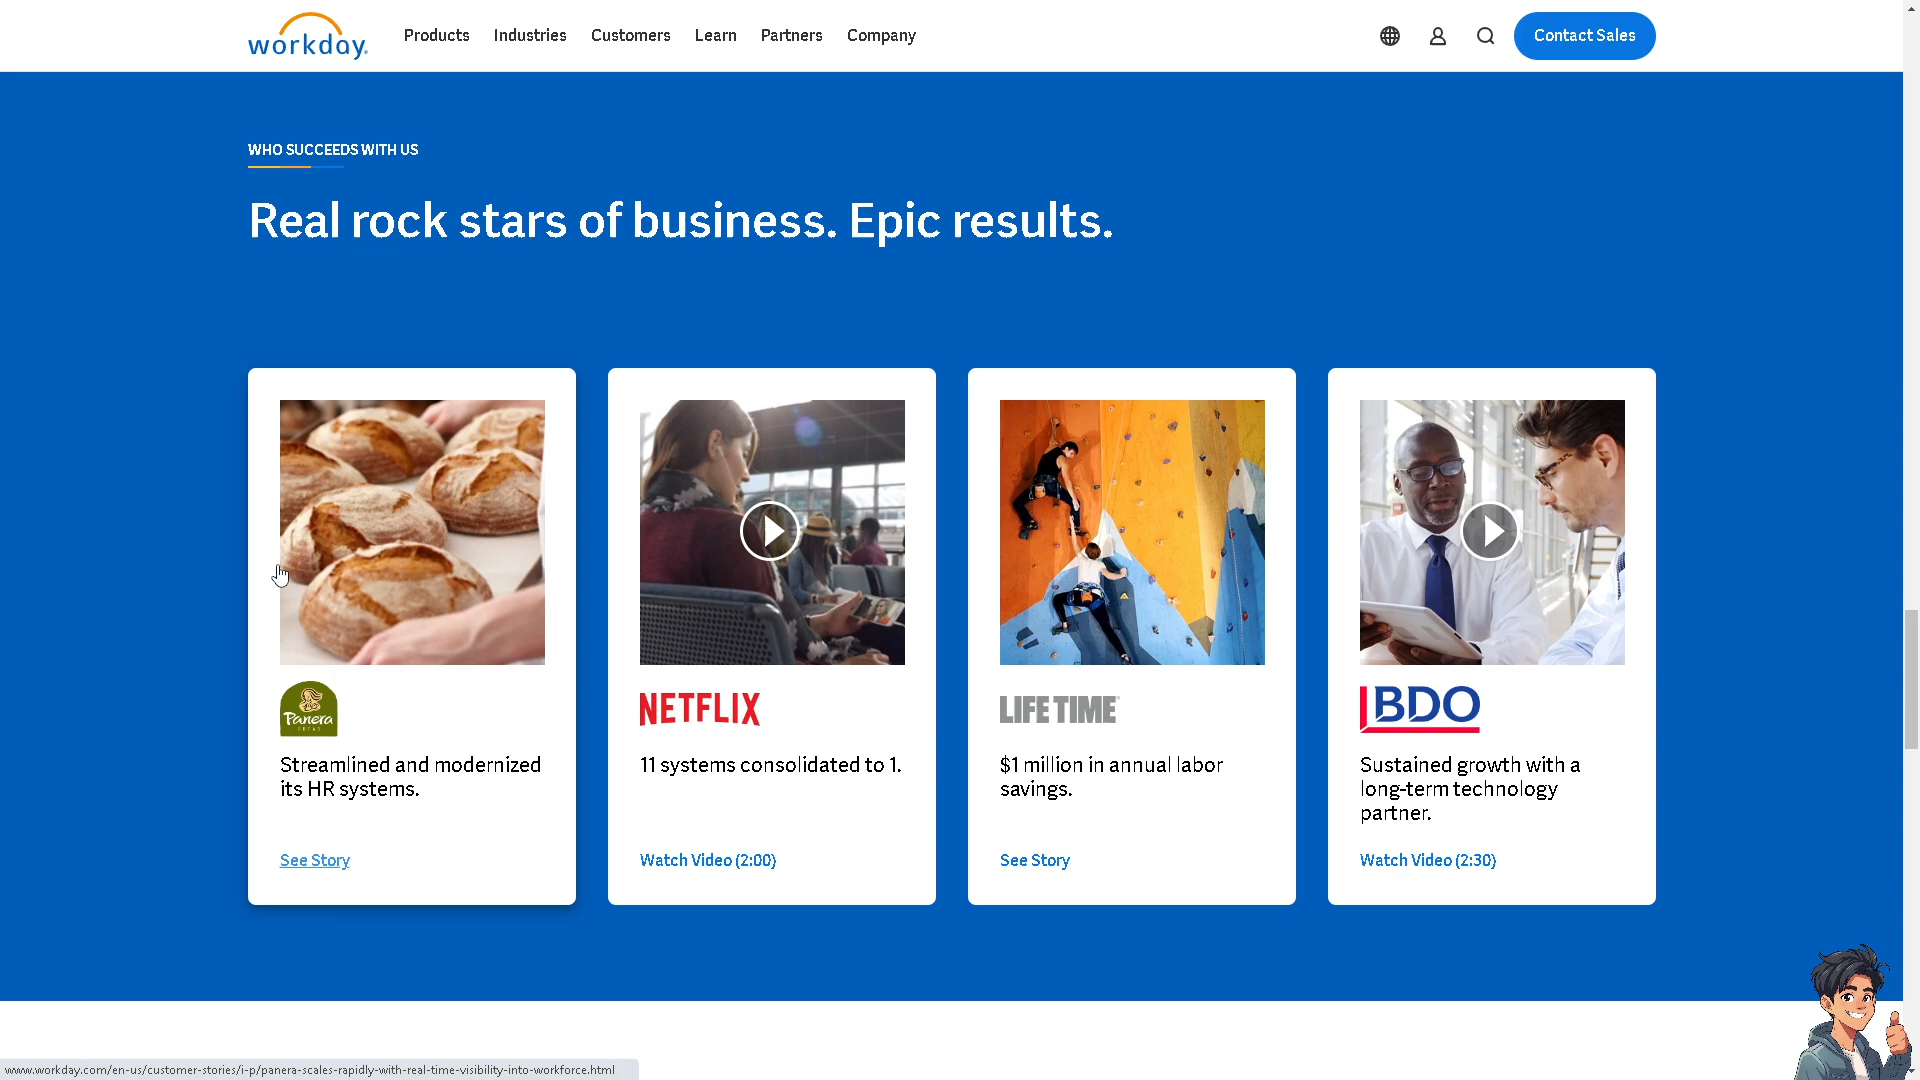 workday.
Products
Industries
Customers
Learn
Partners
Company
Contact Sales
WHO SUCCEEDS WITH US
Real rock stars of business. Epic results.
Panera
BREAD
Streamlined and modernized
its HR systems.
See Story
NETFLIX
11 systems consolidated to 1.
Watch Video (2:00)
LIFE TIME
$1 million in annual labor
savings.
See Story
BDO
Sustained growth with a
long-term technology
partner.
Watch Video (2:30)
www.workday.com/en-us/customer-stories/i-p/panera-scales-rapidly-with-real-time-visibility-into-workforce.html